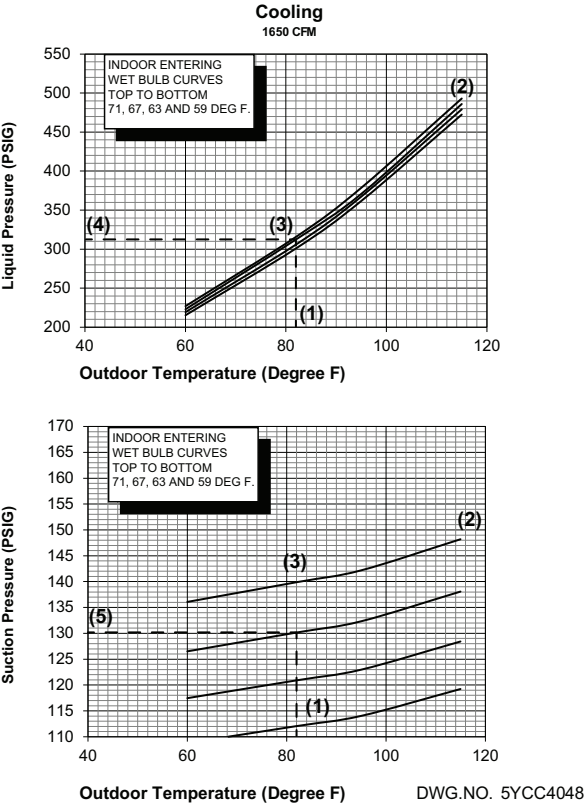 Cooling
1650 CFM
550
500
450
400
350
300
250
200
Liquid Pressure (PSIG)
INDOOR ENTERING
WET BULB CURVES
TOP TO BOTTOM
71, 67, 63 AND 59 DEG F.
(2)
(4)
(3)
(1)
40 60 80 100 120
Outdoor Temperature (Degree F)
170
165
160
155
150
145
140
135
130
125
120
115
110
Suction Pressure (PSIG)
INDOOR ENTERING
WET BULB CURVES
TOP TO BOTTOM
71, 67, 63 AND 59 DEG F.
(2)
(3)
(5)
(1)
40 60 80 100 120
Outdoor Temperature (Degree F) DWG.NO. 5YCC4048